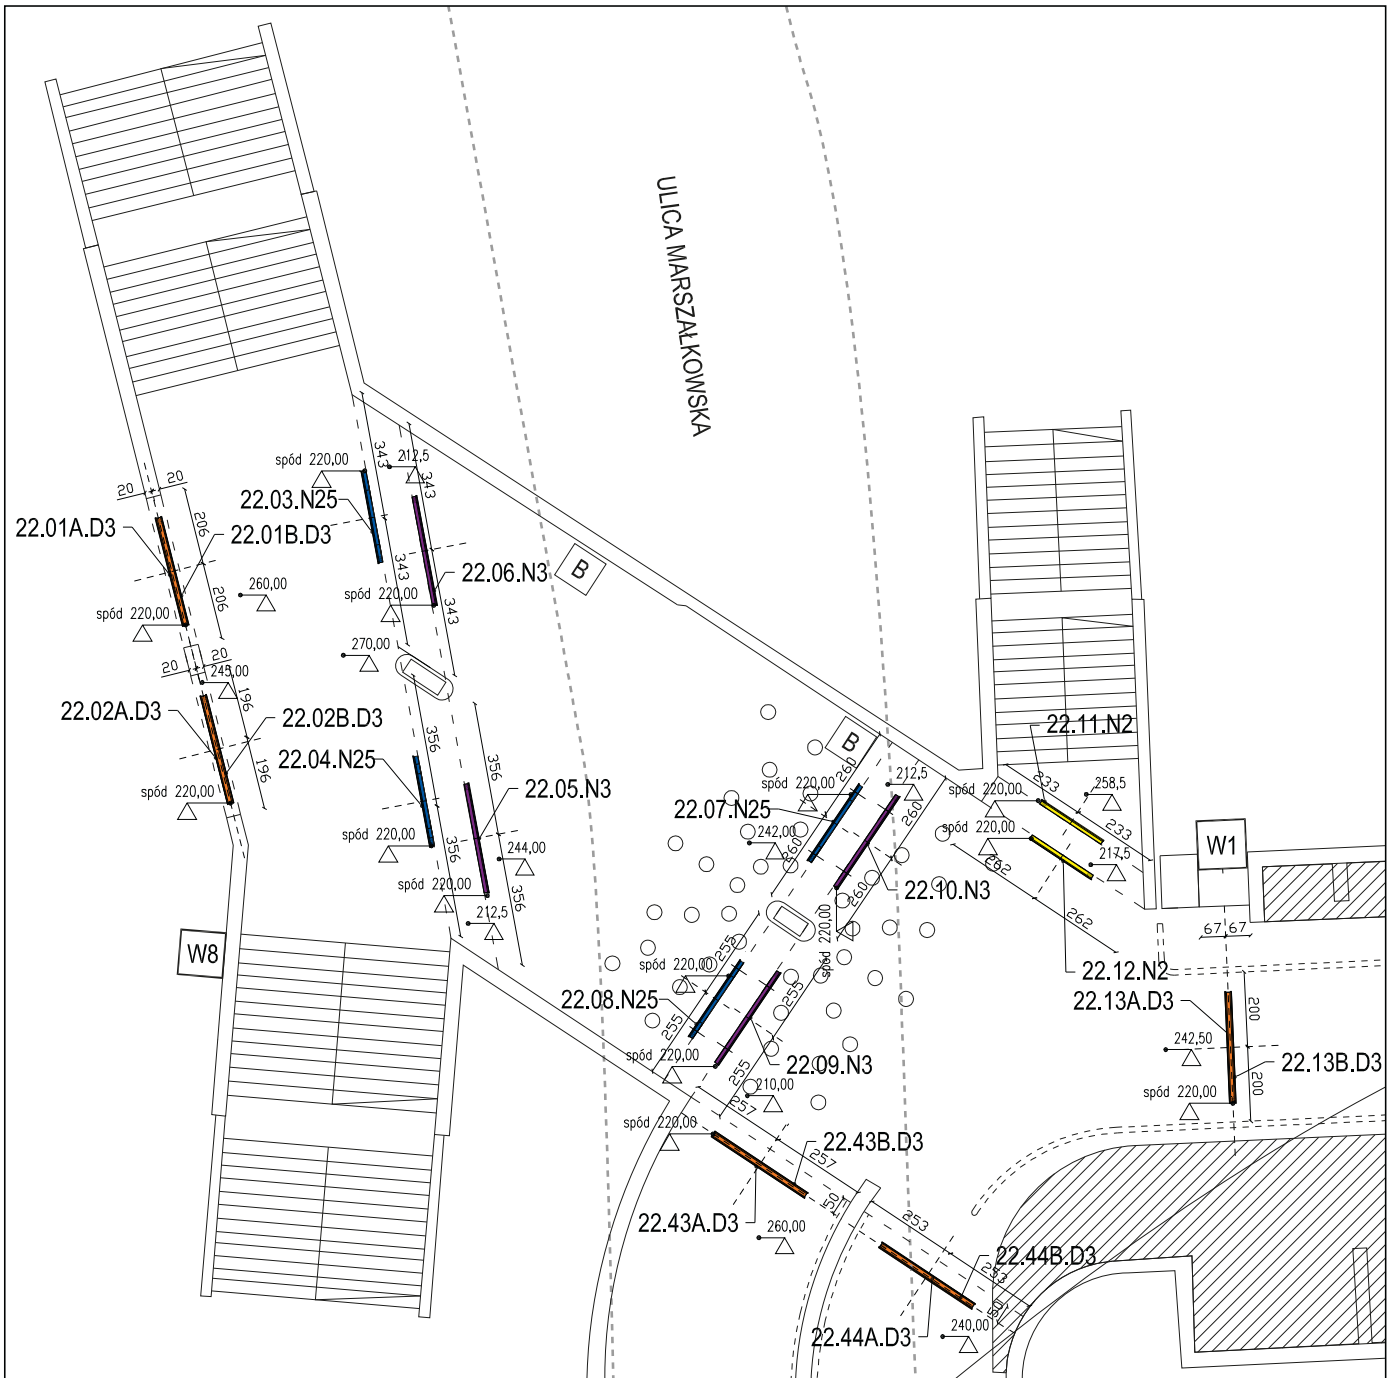 ULICA MARSZAŁKOWSKA
spód 220,00
212,5
343
343
20
20
22.03.N25
22.01A.D3
206
22.01B.D3
343
22.06.N3
B
260,00
spód 220,00
206
spód 220,00
343
270,00
20
20
245,00
196
22.02A.D3
22.02B.D3
22.11.N2
356
B
22.04.N25
196
356
22.05.N3
260
spód 220,00
212,5
233
258,5
spód 220,00
spód 220,00
22.07.N25
260
233
242,00
spód 220,00
spód 220,00
356
244,00
260
262
217,5
W1
spód 220,00
356
260
22.10.N3
212,5
262
67
67
W8
255
spód 220,00
spód 220,00
22.12.N2
22.08.N25
255
22.13A.D3
200
255
242,50
spód 220,00
22.09.N3
22.13B.D3
255
210,00
spód 220,00
200
257
spód 220,00
22.43B.D3
257
50
22.43A.D3
260,00
253
22.44B.D3
253
50
22.44A.D3
240,00